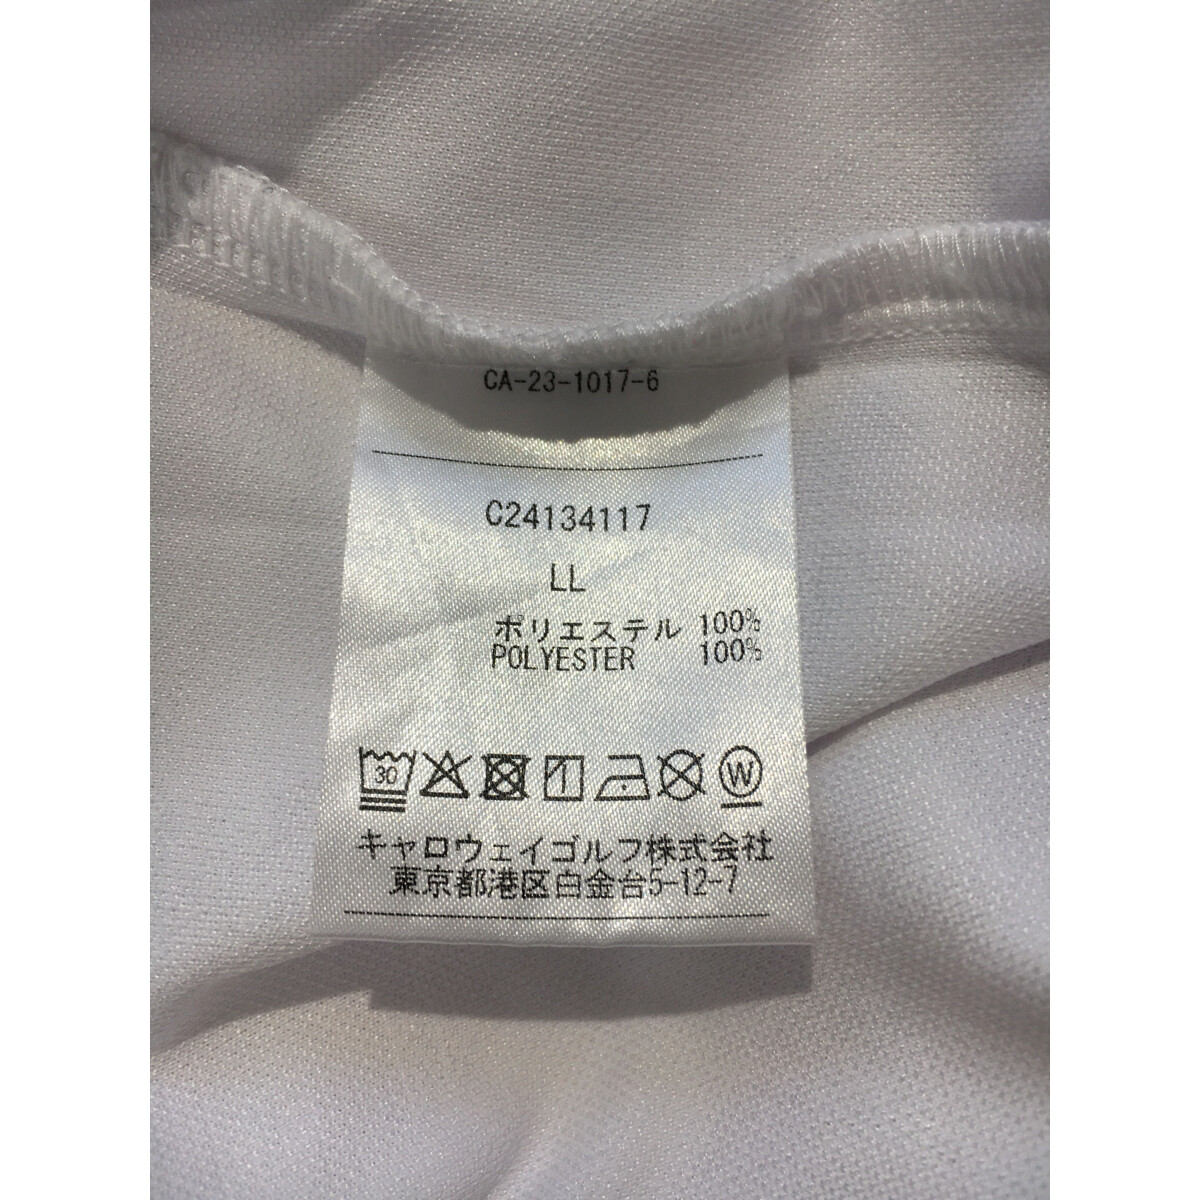 CA-23-1017-6
C24134117
LL
ポリエステル 100%
POLYESTER 100%
30 W
キャロウェイゴルフ株式会社
東京都港区白金台5-12-7